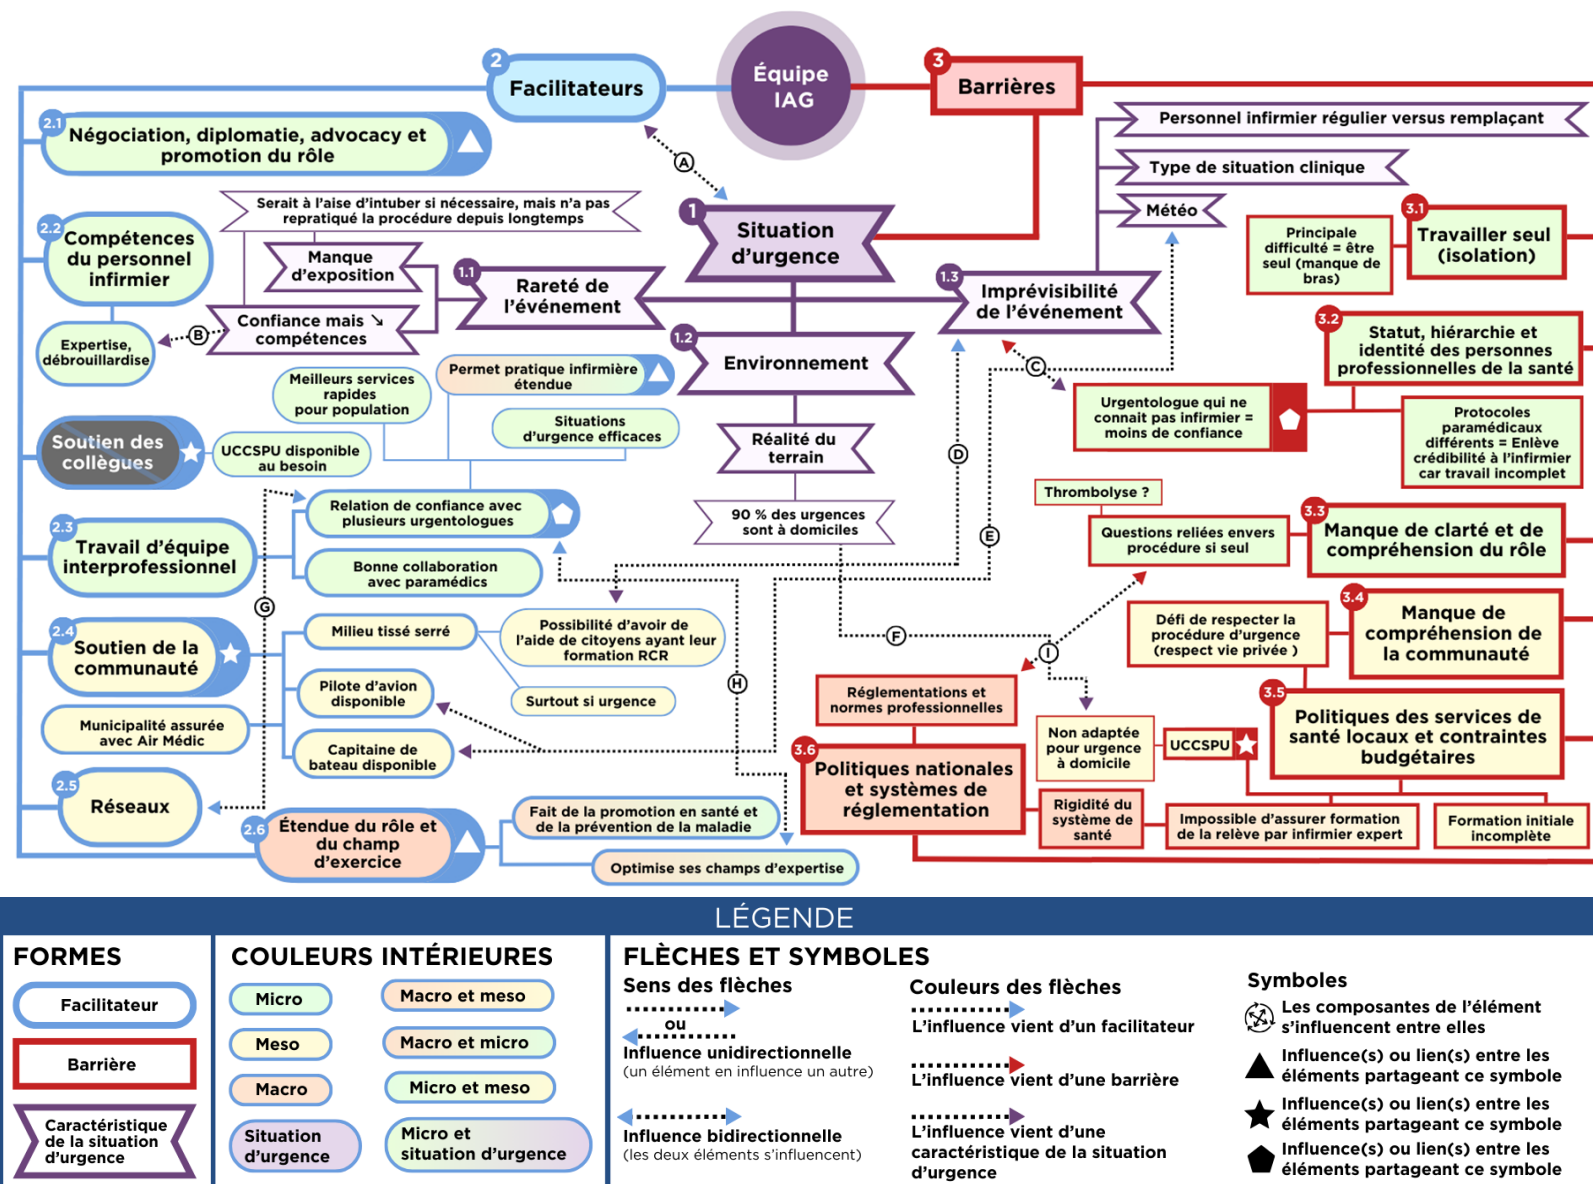 Équipe
IAG
2
Facilitateurs
3
Barrières
2.1
Négociation, diplomatie, advocacy et
promotion du rôle
A
Personnel infirmier régulier versus remplaçant
Type de situation clinique
Météo
Serait à l’aise d’intuber si nécessaire, mais n’a pas
repratiqué la procédure depuis longtemps
1
Situation
d’urgence
2.2
Compétences
du personnel
infirmier
Expertise,
débrouillardise
Manque
d’exposition
1.1
Rareté de
l’événement
B
Confiance mais ↘
compétences
1.2
Environnement
1.3
Imprévisibilité
de l’événement
Principale
difficulté = être
seul (manque de
bras)
3.1
Travailler seul
(isolation)
3.2
Statut, hiérarchie et
identité des personnes
professionnelles de la santé
C
Urgentologue qui ne
connait pas infirmier =
moins de confiance
Protocoles
paramédicaux
différents = Enlève
crédibilité à l’infirmier
car travail incomplet
Meilleurs services
rapides
pour population
Permet pratique infirmière
étendue
Situations
d’urgence efficaces
Réalité du
terrain
90 % des urgences
sont à domiciles
D
E
Soutien des
collègues
UCCSPU disponible
au besoin
Relation de confiance avec
plusieurs urgentologues
2.3
Travail d’équipe
interprofessionnel
Bonne collaboration
avec paramédics
Thrombolyse ?
Questions reliées envers
procédure si seul
3.3
Manque de clarté et de
compréhension du rôle
G
F
I
H
2.4
Soutien de la
communauté
Milieu tissé serré
Possibilité d’avoir de
l’aide de citoyens ayant leur
formation RCR
Pilote d’avion
disponible
Surtout si urgence
Municipalité assurée
avec Air Médic
Capitaine de
bateau disponible
Défi de respecter la
procédure d’urgence
(respect vie privée )
3.4
Manque de
compréhension de
la communauté
Réglementations et
normes professionnelles
Non adaptée
pour urgence
à domicile
UCCSPU
3.5
Politiques des services de
santé locaux et contraintes
budgétaires
3.6
Politiques nationales
et systèmes de
réglementation
Rigidité du
système de
santé
Impossible d’assurer formation
de la relève par infirmier expert
Formation initiale
incomplète
2.5
Réseaux
2.6
Étendue du rôle et
du champ
d’exercice
Fait de la promotion en santé et
de la prévention de la maladie
Optimise ses champs d’expertise
LÉGENDE
FORMES
Facilitateur
Barrière
Caractéristique
de la situation
d’urgence
COULEURS INTÉRIEURES
Micro
Macro et meso
Meso
Macro et micro
Macro
Micro et meso
Situation
d’urgence
Micro et
situation d’urgence
FLÈCHES ET SYMBOLES
Sens des flèches
ou
Influence unidirectionnelle
(un élément en influence un autre)
Influence bidirectionnelle
(les deux éléments s’influencent)
Couleurs des flèches
L’influence vient d’un facilitateur
L’influence vient d’une barrière
L’influence vient d’une
caractéristique de la situation
d’urgence
Symboles
Les composantes de l’élément
s’influencent entre elles
Influence(s) ou lien(s) entre les
éléments partageant ce symbole
Influence(s) ou lien(s) entre les
éléments partageant ce symbole
Influence(s) ou lien(s) entre les
éléments partageant ce symbole